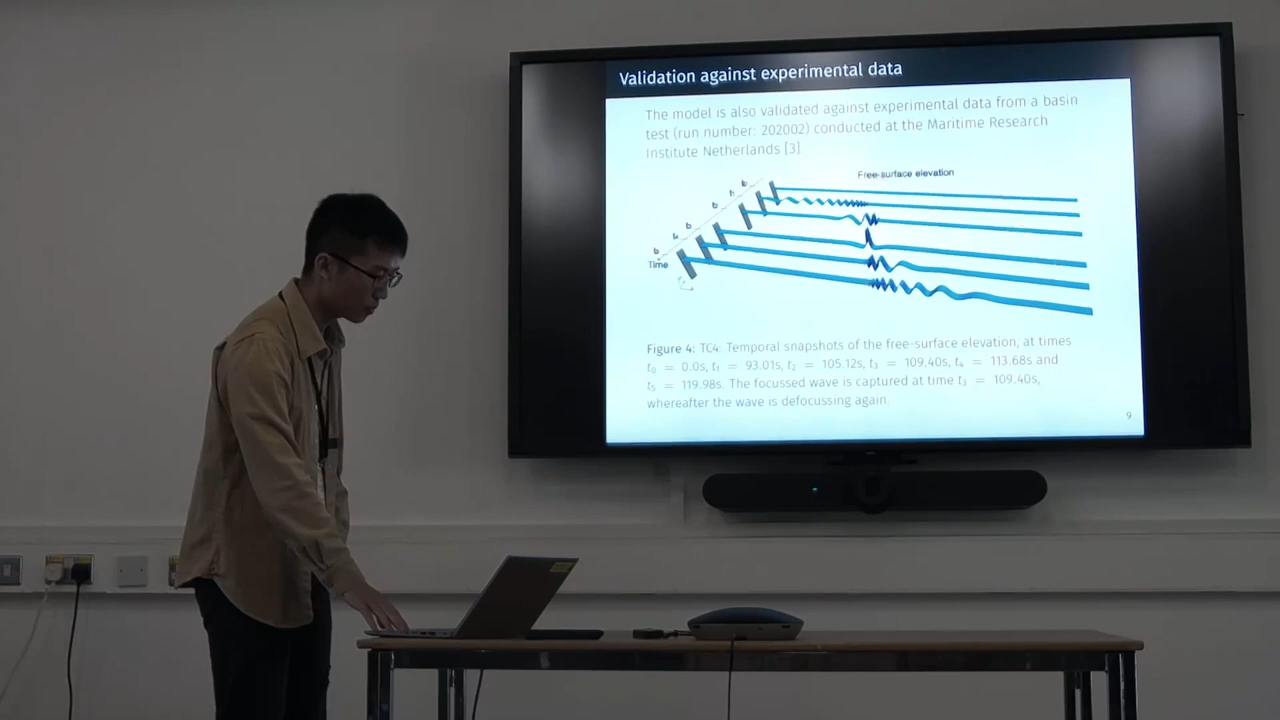 Validation against experimental data
The model is also validated against experimental data from a basin
test (run number: 202002) conducted at the Maritime Research
Institute Netherlands [3]
Free-surface elevation
Time
Figure 4: TC4: Temporal snapshots of the free-surface elevation, at times
t₀ = 0.0s, t₁ = 93.01s, t₂ = 105.12s, t₃ = 109.40s, t₄ = 113.68s and
t₅ = 119.98s. The focussed wave is captured at time t₃ = 109.40s,
whereafter the wave is defocussing again.
9